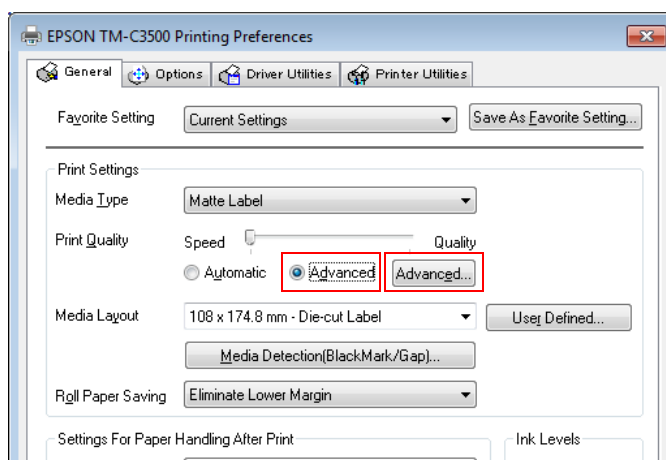 EPSON TM-C3500 Printing Preferences
General Options Driver Utilities Printer Utilities
Favorite Setting Current Settings Save As Favorite Setting...
Print Settings
Media Type Matte Label
Print Quality Speed Quality
Automatic Advanced Advanced...
Media Layout 108 x 174.8 mm - Die-cut Label User Defined...
Media Detection(BlackMark/Gap)...
Roll Paper Saving Eliminate Lower Margin
Settings For Paper Handling After Print Ink Levels